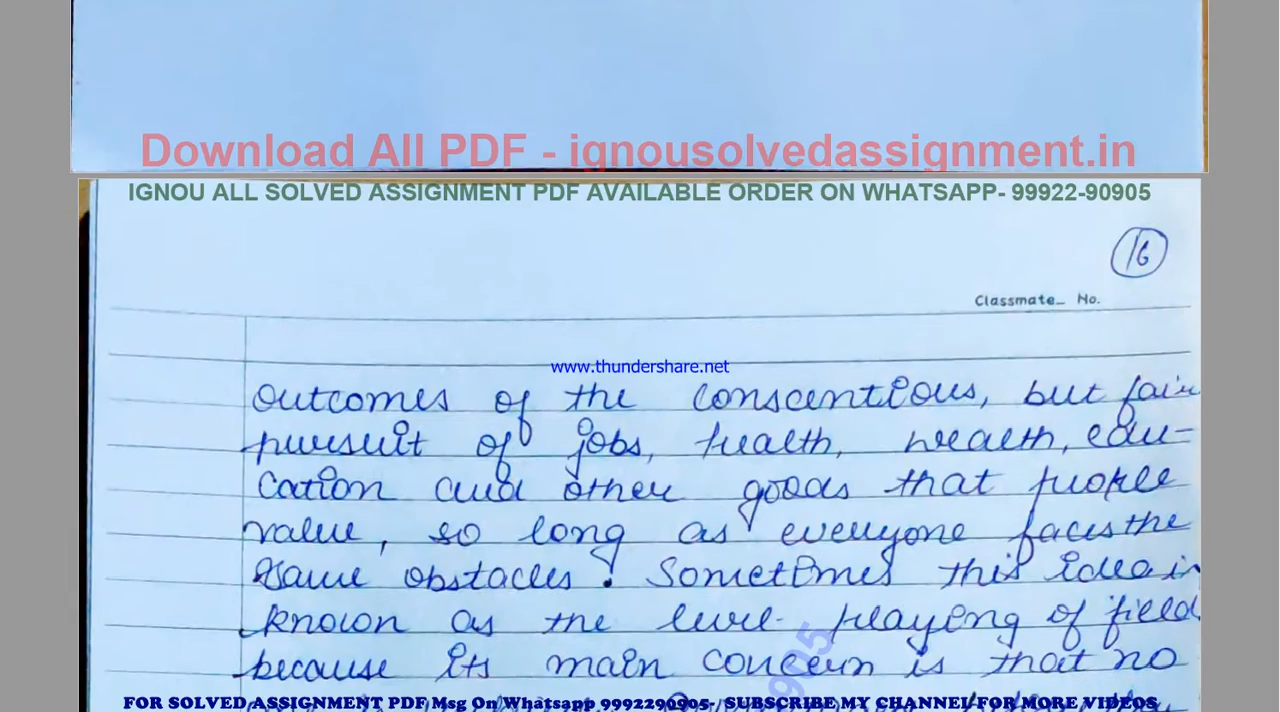 Download All PDF - ignousolvedassignment.in
IGNOU ALL SOLVED ASSIGNMENT PDF AVAILABLE ORDER ON WHATSAPP- 99922-90905
16
Classmate_ No.
www.thundershare.net
outcomes of the conscentious, but fair
pursuit of jobs, health, wealth, edu-
cation and other goods that people
value, so long as everyone faces the
same obstacles. Sometimes this idea is
known as the level playing of field
because its main concern is that no
905
FOR SOLVED ASSIGNMENT PDF Msg On Whatsapp 9992290905- SUBSCRIBE MY CHANNEL FOR MORE VIDEOS